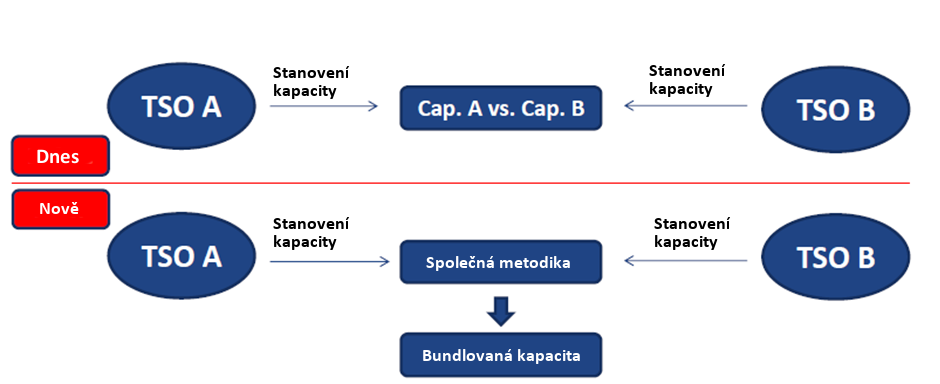 Stanovení
kapacity
Stanovení
kapacity
TSO A
Cap. A vs. Cap. B
TSO B
Dnes
Nově
Stanovení
kapacity
Stanovení
kapacity
TSO A
Společná metodika
TSO B
Bundlovaná kapacita